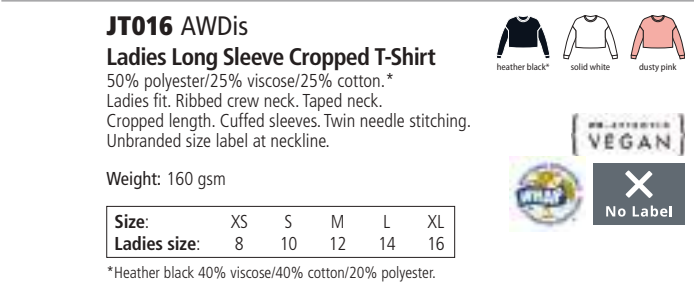 JT016 AWDis
Ladies Long Sleeve Cropped T-Shirt
50% polyester/25% viscose/25% cotton.*
Ladies fit. Ribbed crew neck. Taped neck.
Cropped length. Cuffed sleeves. Twin needle stitching.
Unbranded size label at neckline.
Weight: 160 gsm
Size: XS S M L XL
Ladies size: 8 10 12 14 16
*Heather black 40% viscose/40% cotton/20% polyester.
heather black* solid white dusty pink
VEGAN
WRAP
No Label